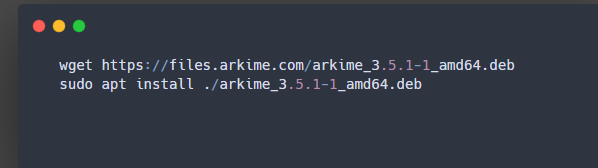 wget https://files.arkime.com/arkime_3.5.1-1_amd64.deb
sudo apt install ./arkime_3.5.1-1_amd64.deb